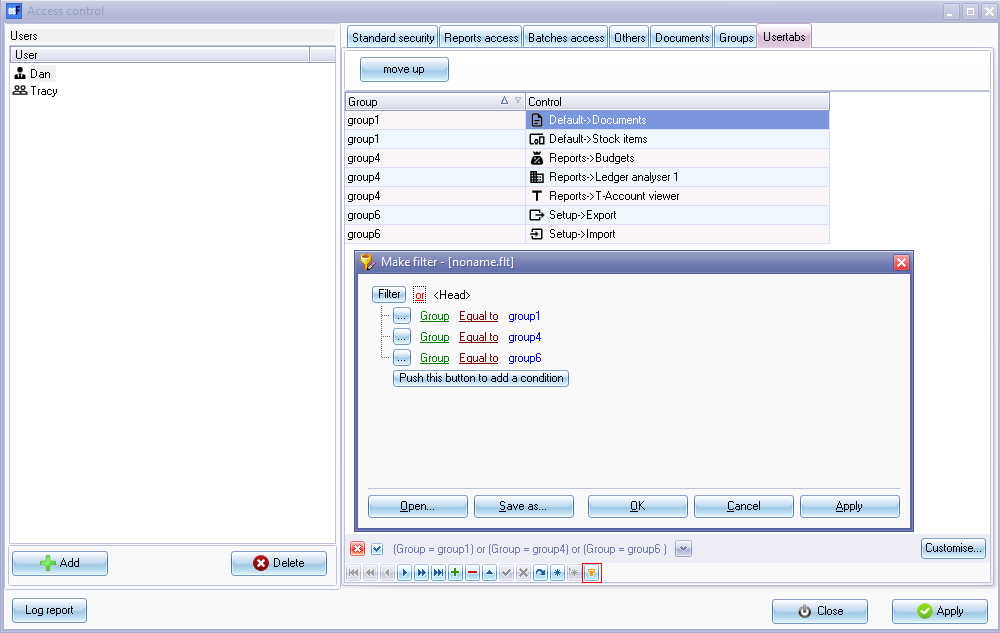 Access control
Users
User
Dan
Tracy
Add
Delete
Standard security
Reports access
Batches access
Others
Documents
Groups
Usertabs
move up
Group Control
group1 Default->Documents
group1 Default->Stock items
group4 Reports->Budgets
group4 Reports->Ledger analyser 1
group4 Reports->T-Account viewer
group6 Setup->Export
group6 Setup->Import
Make filter - [noname.flt]
Filter or <Head>
... Group Equal to group1
... Group Equal to group4
... Group Equal to group6
Push this button to add a condition
Open...
Save as...
OK
Cancel
Apply
(Group = group1) or (Group = group4) or (Group = group6 )
Customise...
Log report
Close
Apply